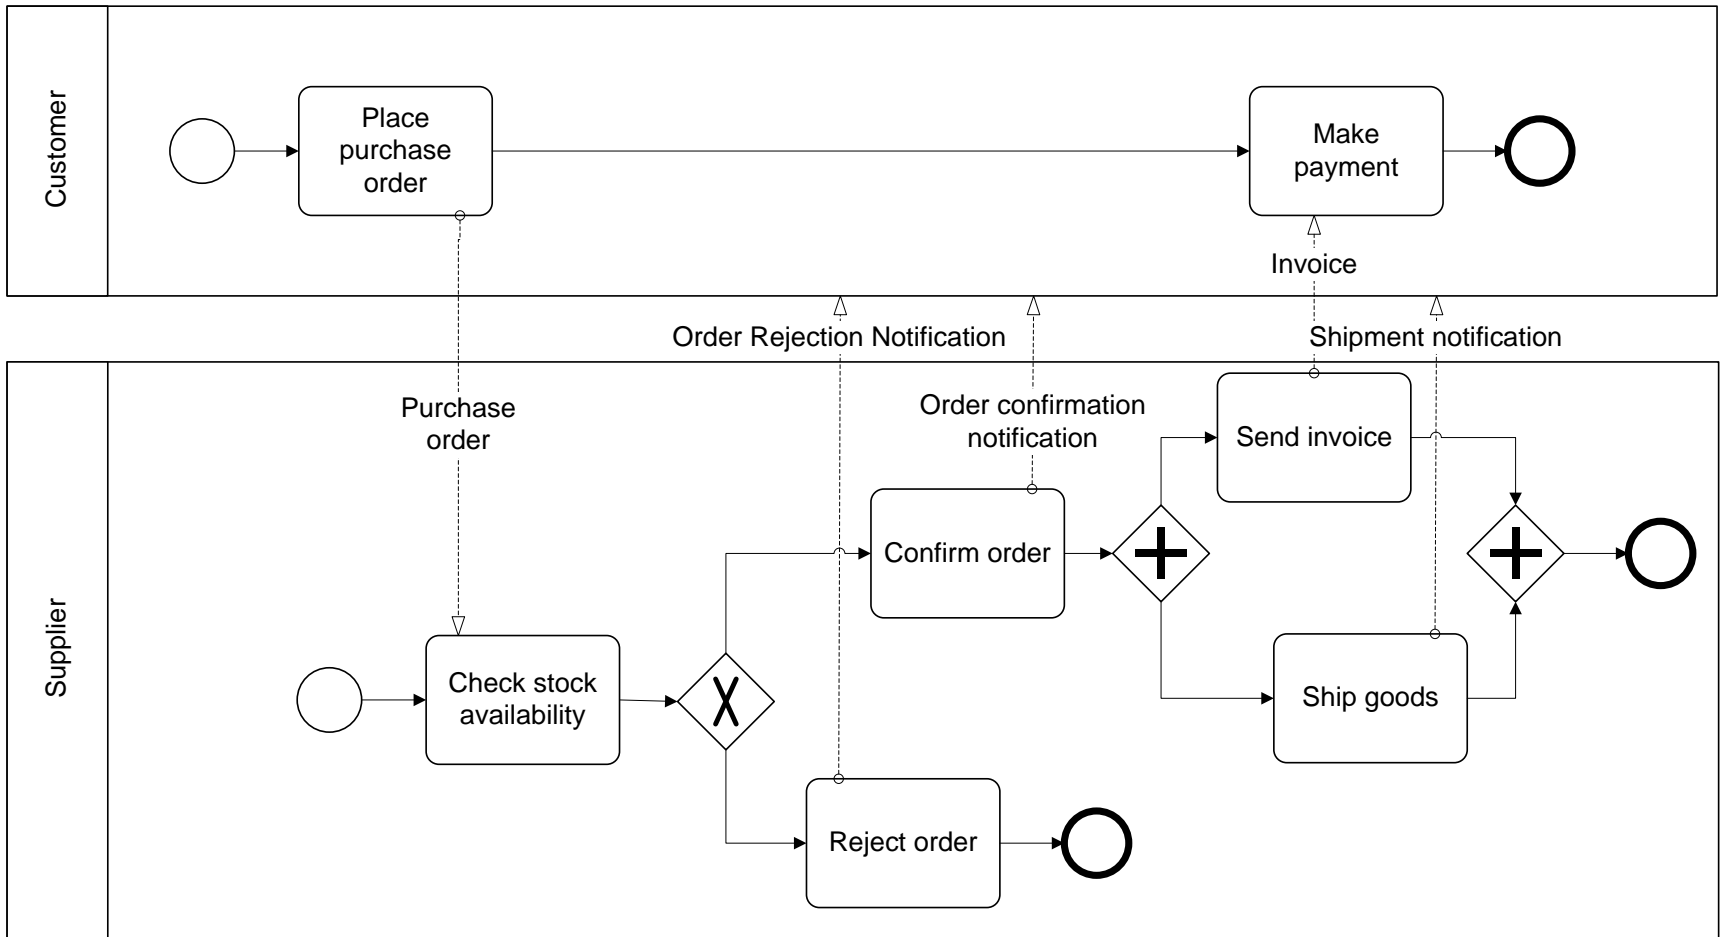 Customer
Place
purchase
order
Make
payment
Invoice
Order Rejection Notification
Shipment notification
Purchase
order
Order confirmation
notification
Send invoice
Confirm order
Supplier
Check stock
availability
X
Ship goods
Reject order